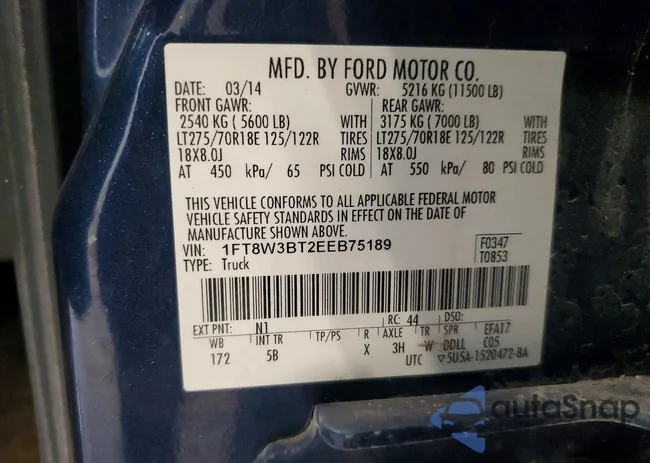 MFD. BY FORD MOTOR CO.
DATE: 03/14 GVWR: 5216 KG (11500 LB)
FRONT GAWR: REAR GAWR:
2540 KG ( 5600 LB) WITH 3175 KG ( 7000 LB) WITH
LT275/70R18E 125/122R TIRES LT275/70R18E 125/122R TIRES
18X8.0J RIMS 18X8.0J RIMS
AT 450 kPa/ 65 PSI COLD AT 550 kPa/ 80 PSI COLD
THIS VEHICLE CONFORMS TO ALL APPLICABLE FEDERAL MOTOR
VEHICLE SAFETY STANDARDS IN EFFECT ON THE DATE OF
MANUFACTURE SHOWN ABOVE.
VIN: 1FT8W3BT2EEB75189 F0347
TYPE: Truck T0853
EXT PNT: N1 RC: 44 DSO:
WB INT TR TP/PS R AXLE TR SPR EFA17
172 5B X 3H W DDLL C05
UTC ▽5U5A-1520472-BA
autoSnap